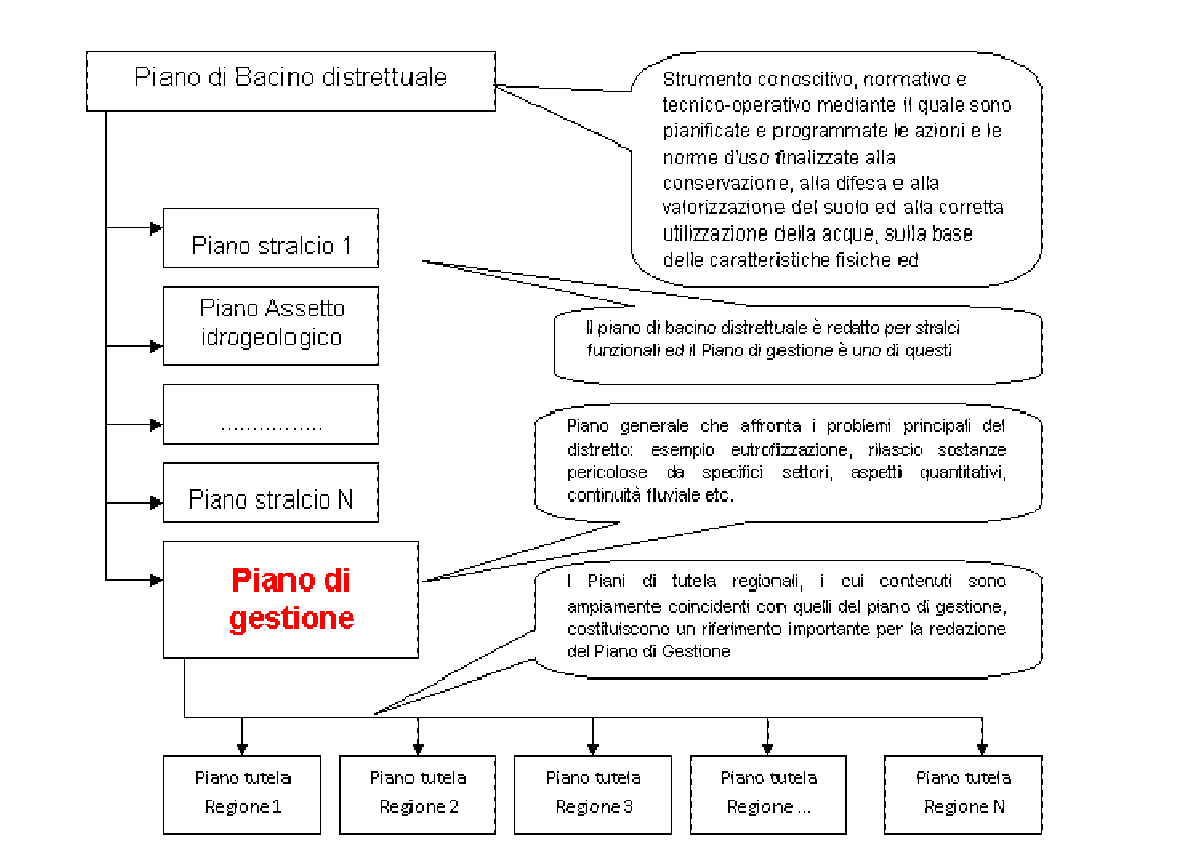 Piano di Bacino distrettuale
Strumento conoscitivo, normativo e
tecnico-operativo mediante il quale sono
pianificate e programmate le azioni e le
norme d'uso finalizzate alla
conservazione, alla difesa e alla
valorizzazione del suolo ed alla corretta
utilizzazione della acque, sulla base
delle caratteristiche fisiche ed
Piano stralcio 1
Piano Assetto
idrogeologico
Il piano di bacino distrettuale è redatto per stralci
funzionali ed il Piano di gestione è uno di questi
................
Piano generale che affronta i problemi principali del
distretto: esempio eutrofizzazione, rilascio sostanze
pericolose da specifici settori, aspetti quantitativi,
continuità fluviale etc.
Piano stralcio N
Piano di
gestione
I Piani di tutela regionali, i cui contenuti sono
ampiamente coincidenti con quelli del piano di gestione,
costituiscono un riferimento importante per la redazione
del Piano di Gestione
Piano tutela
Regione 1
Piano tutela
Regione 2
Piano tutela
Regione 3
Piano tutela
Regione ...
Piano tutela
Regione N